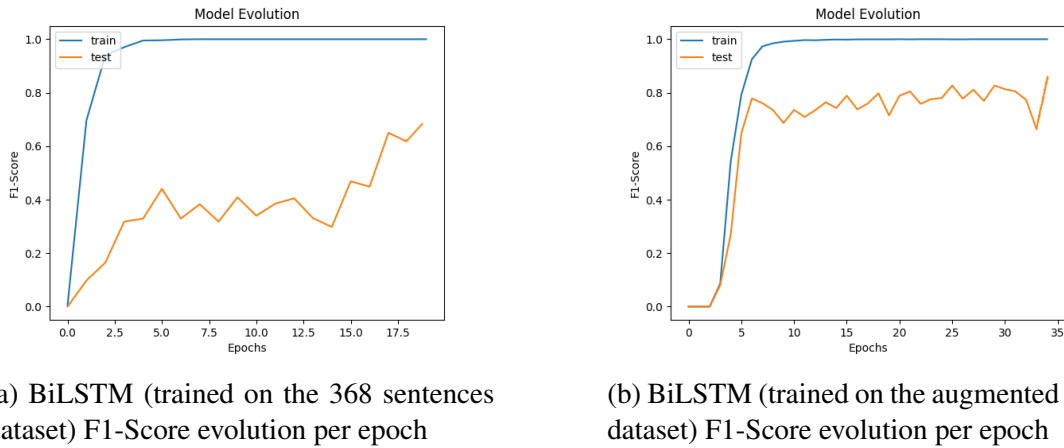 Model Evolution
train
test
1.0
0.8
0.6
0.4
0.2
0.0
F1-Score
0.0 2.5 5.0 7.5 10.0 12.5 15.0 17.5
Epochs
a) BiLSTM (trained on the 368 sentences
dataset) F1-Score evolution per epoch
Model Evolution
train
test
1.0
0.8
0.6
0.4
0.2
0.0
F1-Score
0 5 10 15 20 25 30 35
Epochs
(b) BiLSTM (trained on the augmented
dataset) F1-Score evolution per epoch